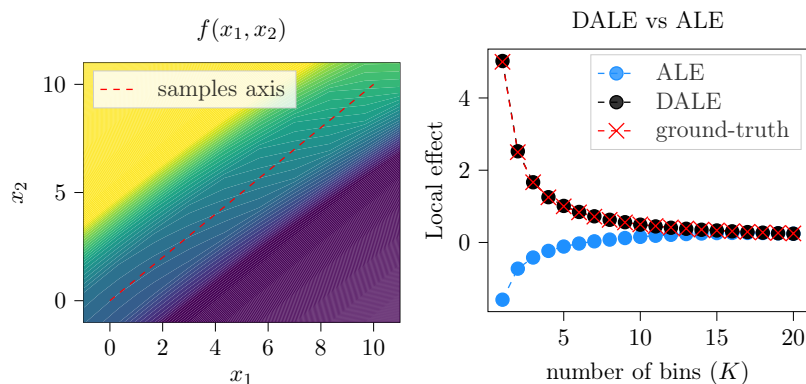 f(x₁, x₂)
samples axis
10
5
0
x₂
0 2 4 6 8 10
x₁
DALE vs ALE
ALE
DALE
ground-truth
4
2
0
Local effect
5 10 15 20
number of bins (K)